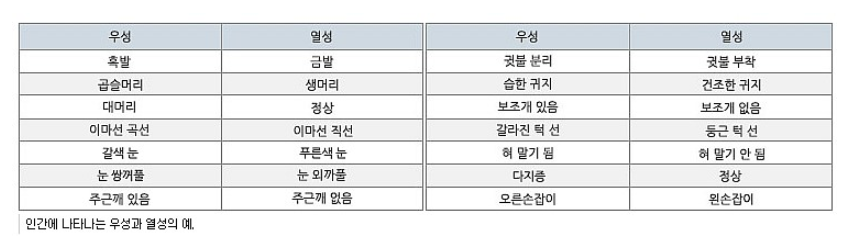 우성 열성 우성 열성
흑발 금발 귓불 분리 귓불 부착
곱슬머리 생머리 습한 귀지 건조한 귀지
대머리 정상 보조개 있음 보조개 없음
이마선 곡선 이마선 직선 갈라진 턱 선 둥근 턱 선
갈색 눈 푸른색 눈 혀 말기 됨 혀 말기 안 됨
눈 쌍꺼풀 눈 외까풀 다지증 정상
주근깨 있음 주근깨 없음 오른손잡이 왼손잡이
인간에 나타나는 우성과 열성의 예.